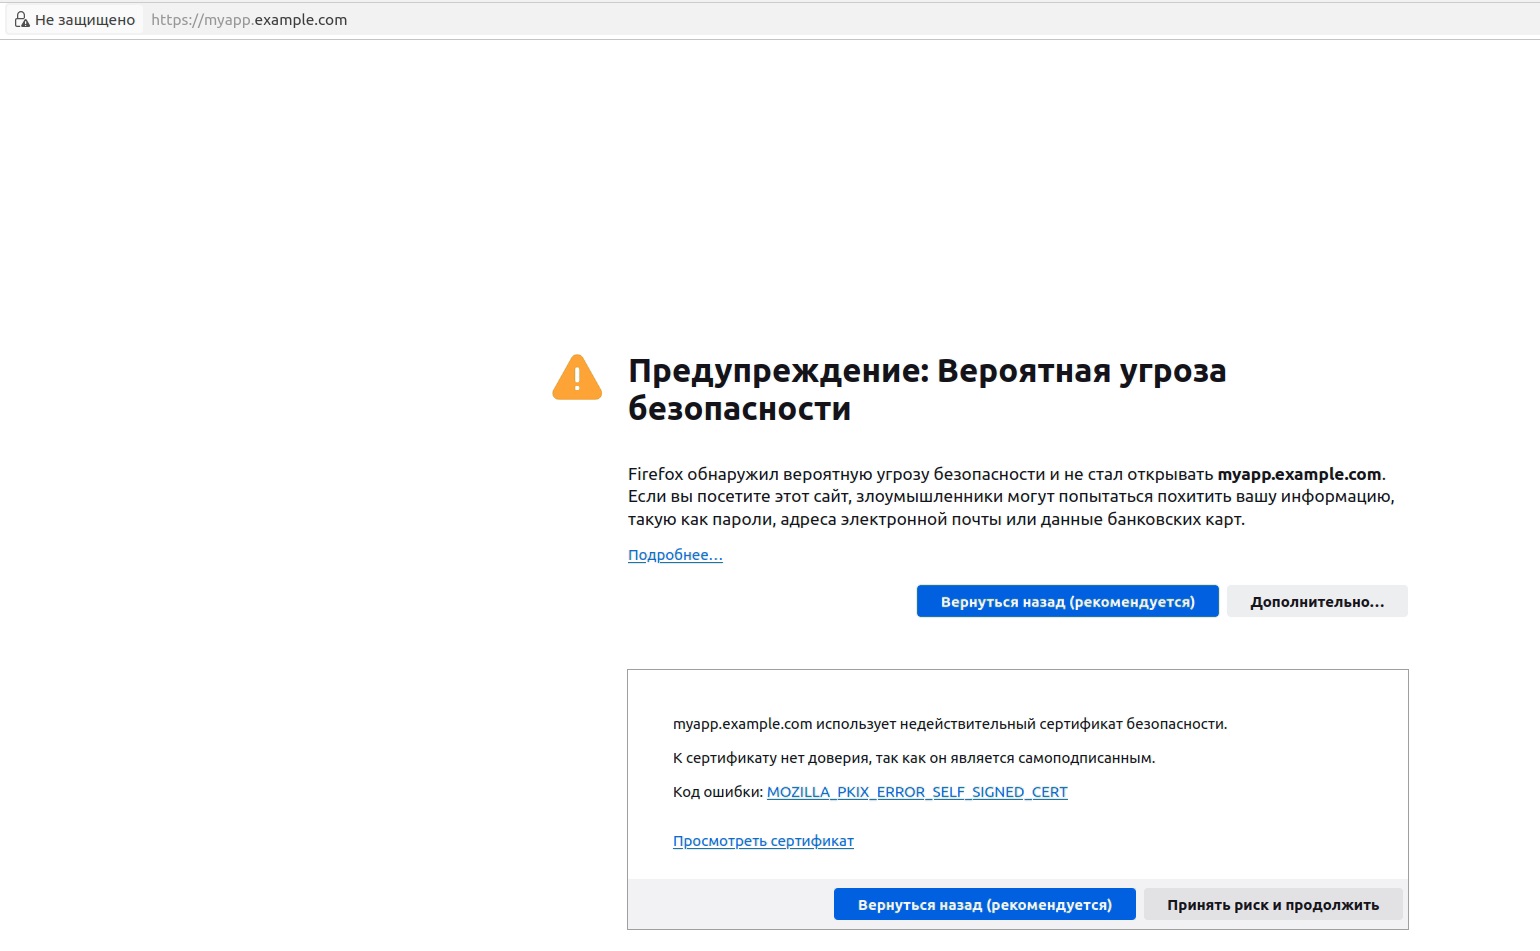 Не защищено https://myapp.example.com
Предупреждение: Вероятная угроза
безопасности
Firefox обнаружил вероятную угрозу безопасности и не стал открывать myapp.example.com.
Если вы посетите этот сайт, злоумышленники могут попытаться похитить вашу информацию,
такую как пароли, адреса электронной почты или данные банковских карт.
Подробнее…
Вернуться назад (рекомендуется) Дополнительно…
myapp.example.com использует недействительный сертификат безопасности.
К сертификату нет доверия, так как он является самоподписанным.
Код ошибки: MOZILLA_PKIX_ERROR_SELF_SIGNED_CERT
Просмотреть сертификат
Вернуться назад (рекомендуется) Принять риск и продолжить